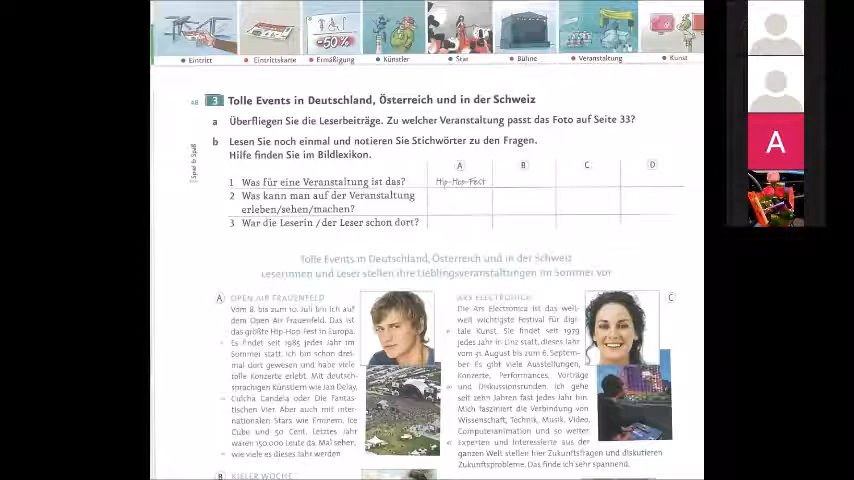 -50%
Eintritt
Eintrittskarte
Ermäßigung
Künstler
Star
Bühne
Veranstaltung
Kunst
48
3 Tolle Events in Deutschland, Österreich und in der Schweiz
a Überfliegen Sie die Leserbeiträge. Zu welcher Veranstaltung passt das Foto auf Seite 33?
b Lesen Sie noch einmal und notieren Sie Stichwörter zu den Fragen.
Hilfe finden Sie im Bildlexikon.
Spiel & Spaß
A B C D
1 Was für eine Veranstaltung ist das? Hip-Hop-Fest
2 Was kann man auf der Veranstaltung
erleben/sehen/machen?
3 War die Leserin / der Leser schon dort?
Tolle Events in Deutschland, Österreich und in der Schweiz
Leserinnen und Leser stellen ihre Lieblingsveranstaltungen im Sommer vor
A OPEN AIR FRAUENFELD
Vom 8. bis zum 10. Juli bin ich auf
dem Open Air Frauenfeld. Das ist
das größte Hip-Hop Fest in Europa.
Es findet seit 1985 jedes Jahr im
Sommer statt. Ich bin schon drei-
mal dort gewesen und habe viele
tolle Konzerte erlebt. Mit deutsch-
sprachigen Künstlern wie Jan Delay,
Culcha Candela oder Die Fantas-
tischen Vier. Aber auch mit inter-
nationalen Stars wie Eminem, Ice
Cube und 50 Cent. Letztes Jahr
waren 150.000 Leute da. Mal sehen,
wie viele es dieses Jahr werden
B KIELER WOCHE
C
ARS ELECTRONICA
Die Ars Electronica ist das welt-
weit wichtigste Festival für digi-
tale Kunst. Sie findet seit 1979
jedes Jahr in Linz statt, dieses Jahr
vom 31. August bis zum 6. Septem-
ber. Es gibt viele Ausstellungen,
Konzerte, Performances, Vorträge
und Diskussionsrunden. Ich gehe
seit zehn Jahren fast jedes Jahr hin.
Mich fasziniert die Verbindung von
Wissenschaft, Technik, Musik, Video,
Computeranimation und so weiter
Experten und Interessierte aus der
ganzen Welt stellen hier Zukunftsfragen und diskutieren
Zukunftsprobleme. Das finde ich sehr spannend.
A